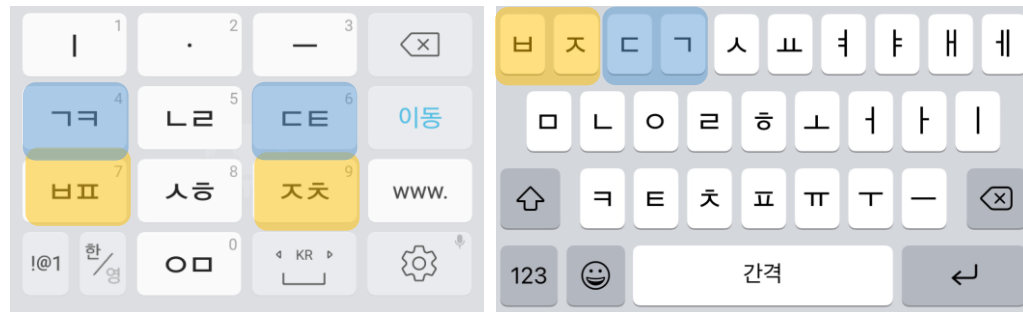 ㅣ 1 · 2 ㅡ 3
ㄱㅋ 4 ㄴㄹ 5 ㄷㅌ 6 이동
ㅂㅍ 7 ㅅㅎ 8 ㅈㅊ 9 www.
!@1 한/영 ㅇㅁ 0 KR
ㅂ ㅈ ㄷ ㄱ ㅅ ㅛ ㅕ ㅑ ㅐ ㅔ
ㅁ ㄴ ㅇ ㄹ ㅎ ㅗ ㅓ ㅏ ㅣ
ㅋ ㅌ ㅊ ㅍ ㅠ ㅜ ㅡ
123 간격